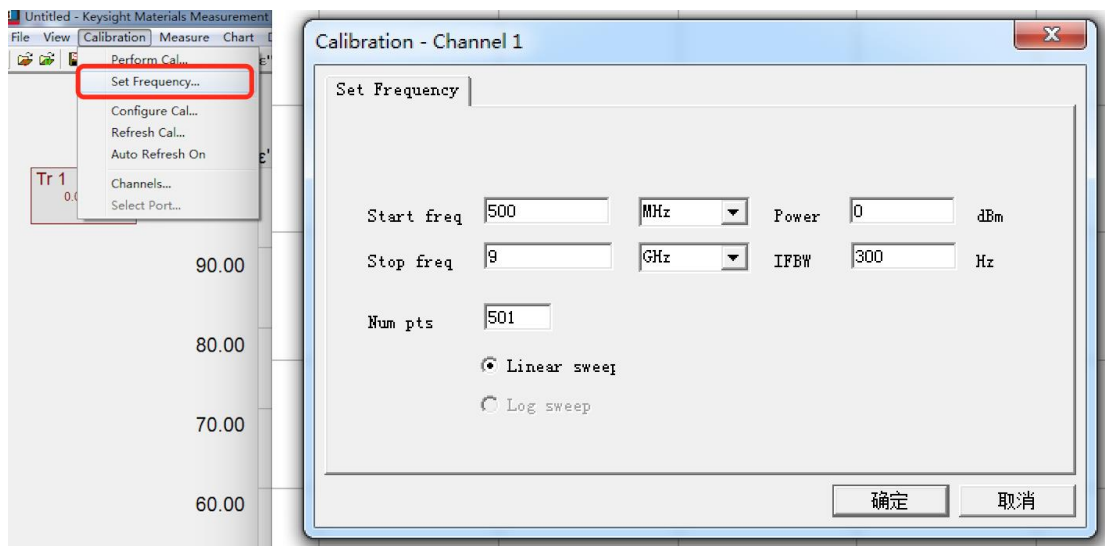 Untitled - Keysight Materials Measurement
File View Calibration Measure Chart
Perform Cal...
Set Frequency...
Configure Cal...
Refresh Cal...
Auto Refresh On
Channels...
Select Port...
Tr 1
90.00
80.00
70.00
60.00
Calibration - Channel 1
Set Frequency
Start freq 500 MHz Power 0 dBm
Stop freq 9 GHz IFBW 300 Hz
Num pts 501
Linear sweep
Log sweep
确定 取消